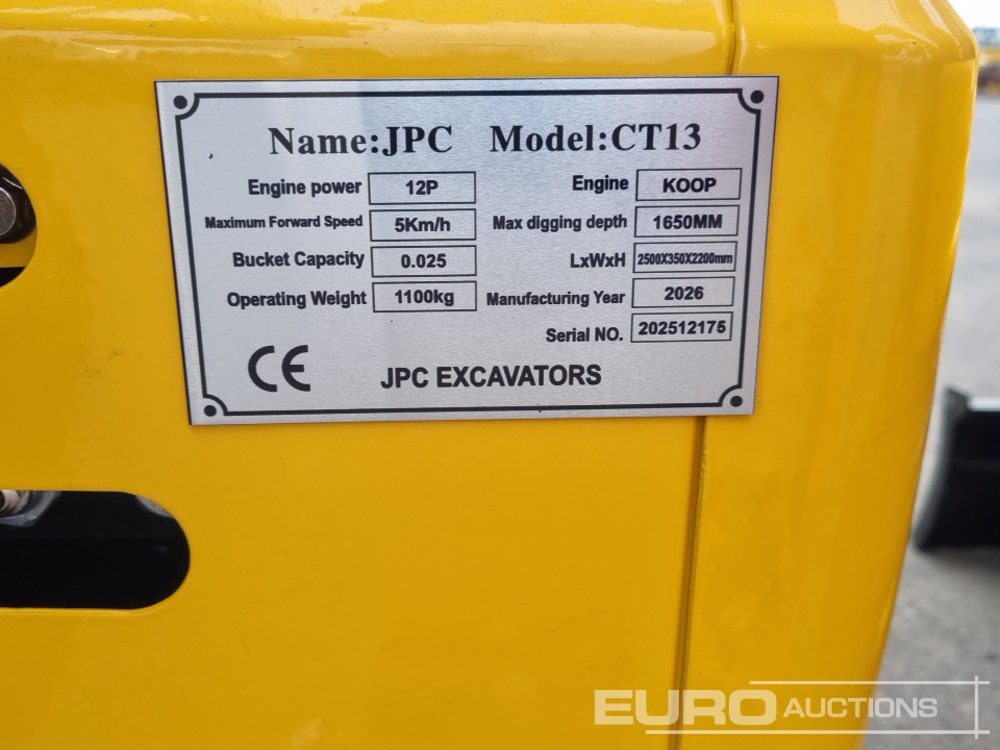 Name:JPC Model:CT13
Engine power 12P Engine KOOP
Maximum Forward Speed 5Km/h Max digging depth 1650MM
Bucket Capacity 0.025 LxWxH 2500X350X2200mm
Operating Weight 1100kg Manufacturing Year 2026
Serial NO. 202512175
CE JPC EXCAVATORS
EURO AUCTIONS